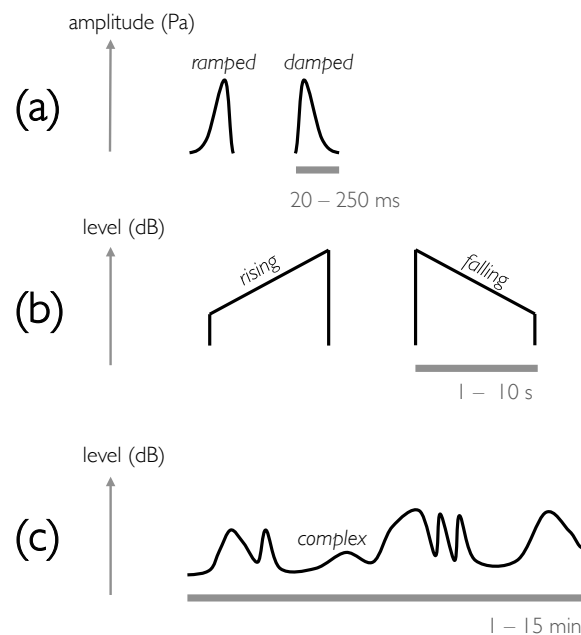 amplitude (Pa)
ramped damped
(a)
20 – 250 ms
level (dB)
rising falling
(b)
1 – 10 s
level (dB)
(c)
complex
1 – 15 min